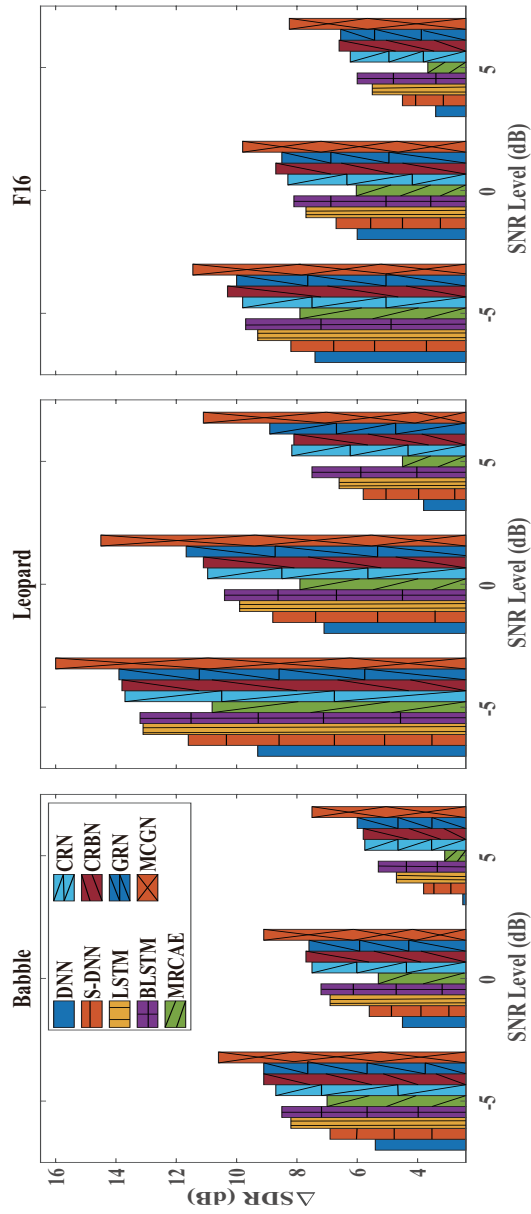 Babble
Leopard
F16
DNN
S-DNN
LSTM
BLSTM
MRCAE
CRN
CRBN
GRN
MCGN
ΔSDR (dB)
16
14
12
10
8
6
4
-5
0
5
SNR Level (dB)
-5
0
5
SNR Level (dB)
-5
0
5
SNR Level (dB)